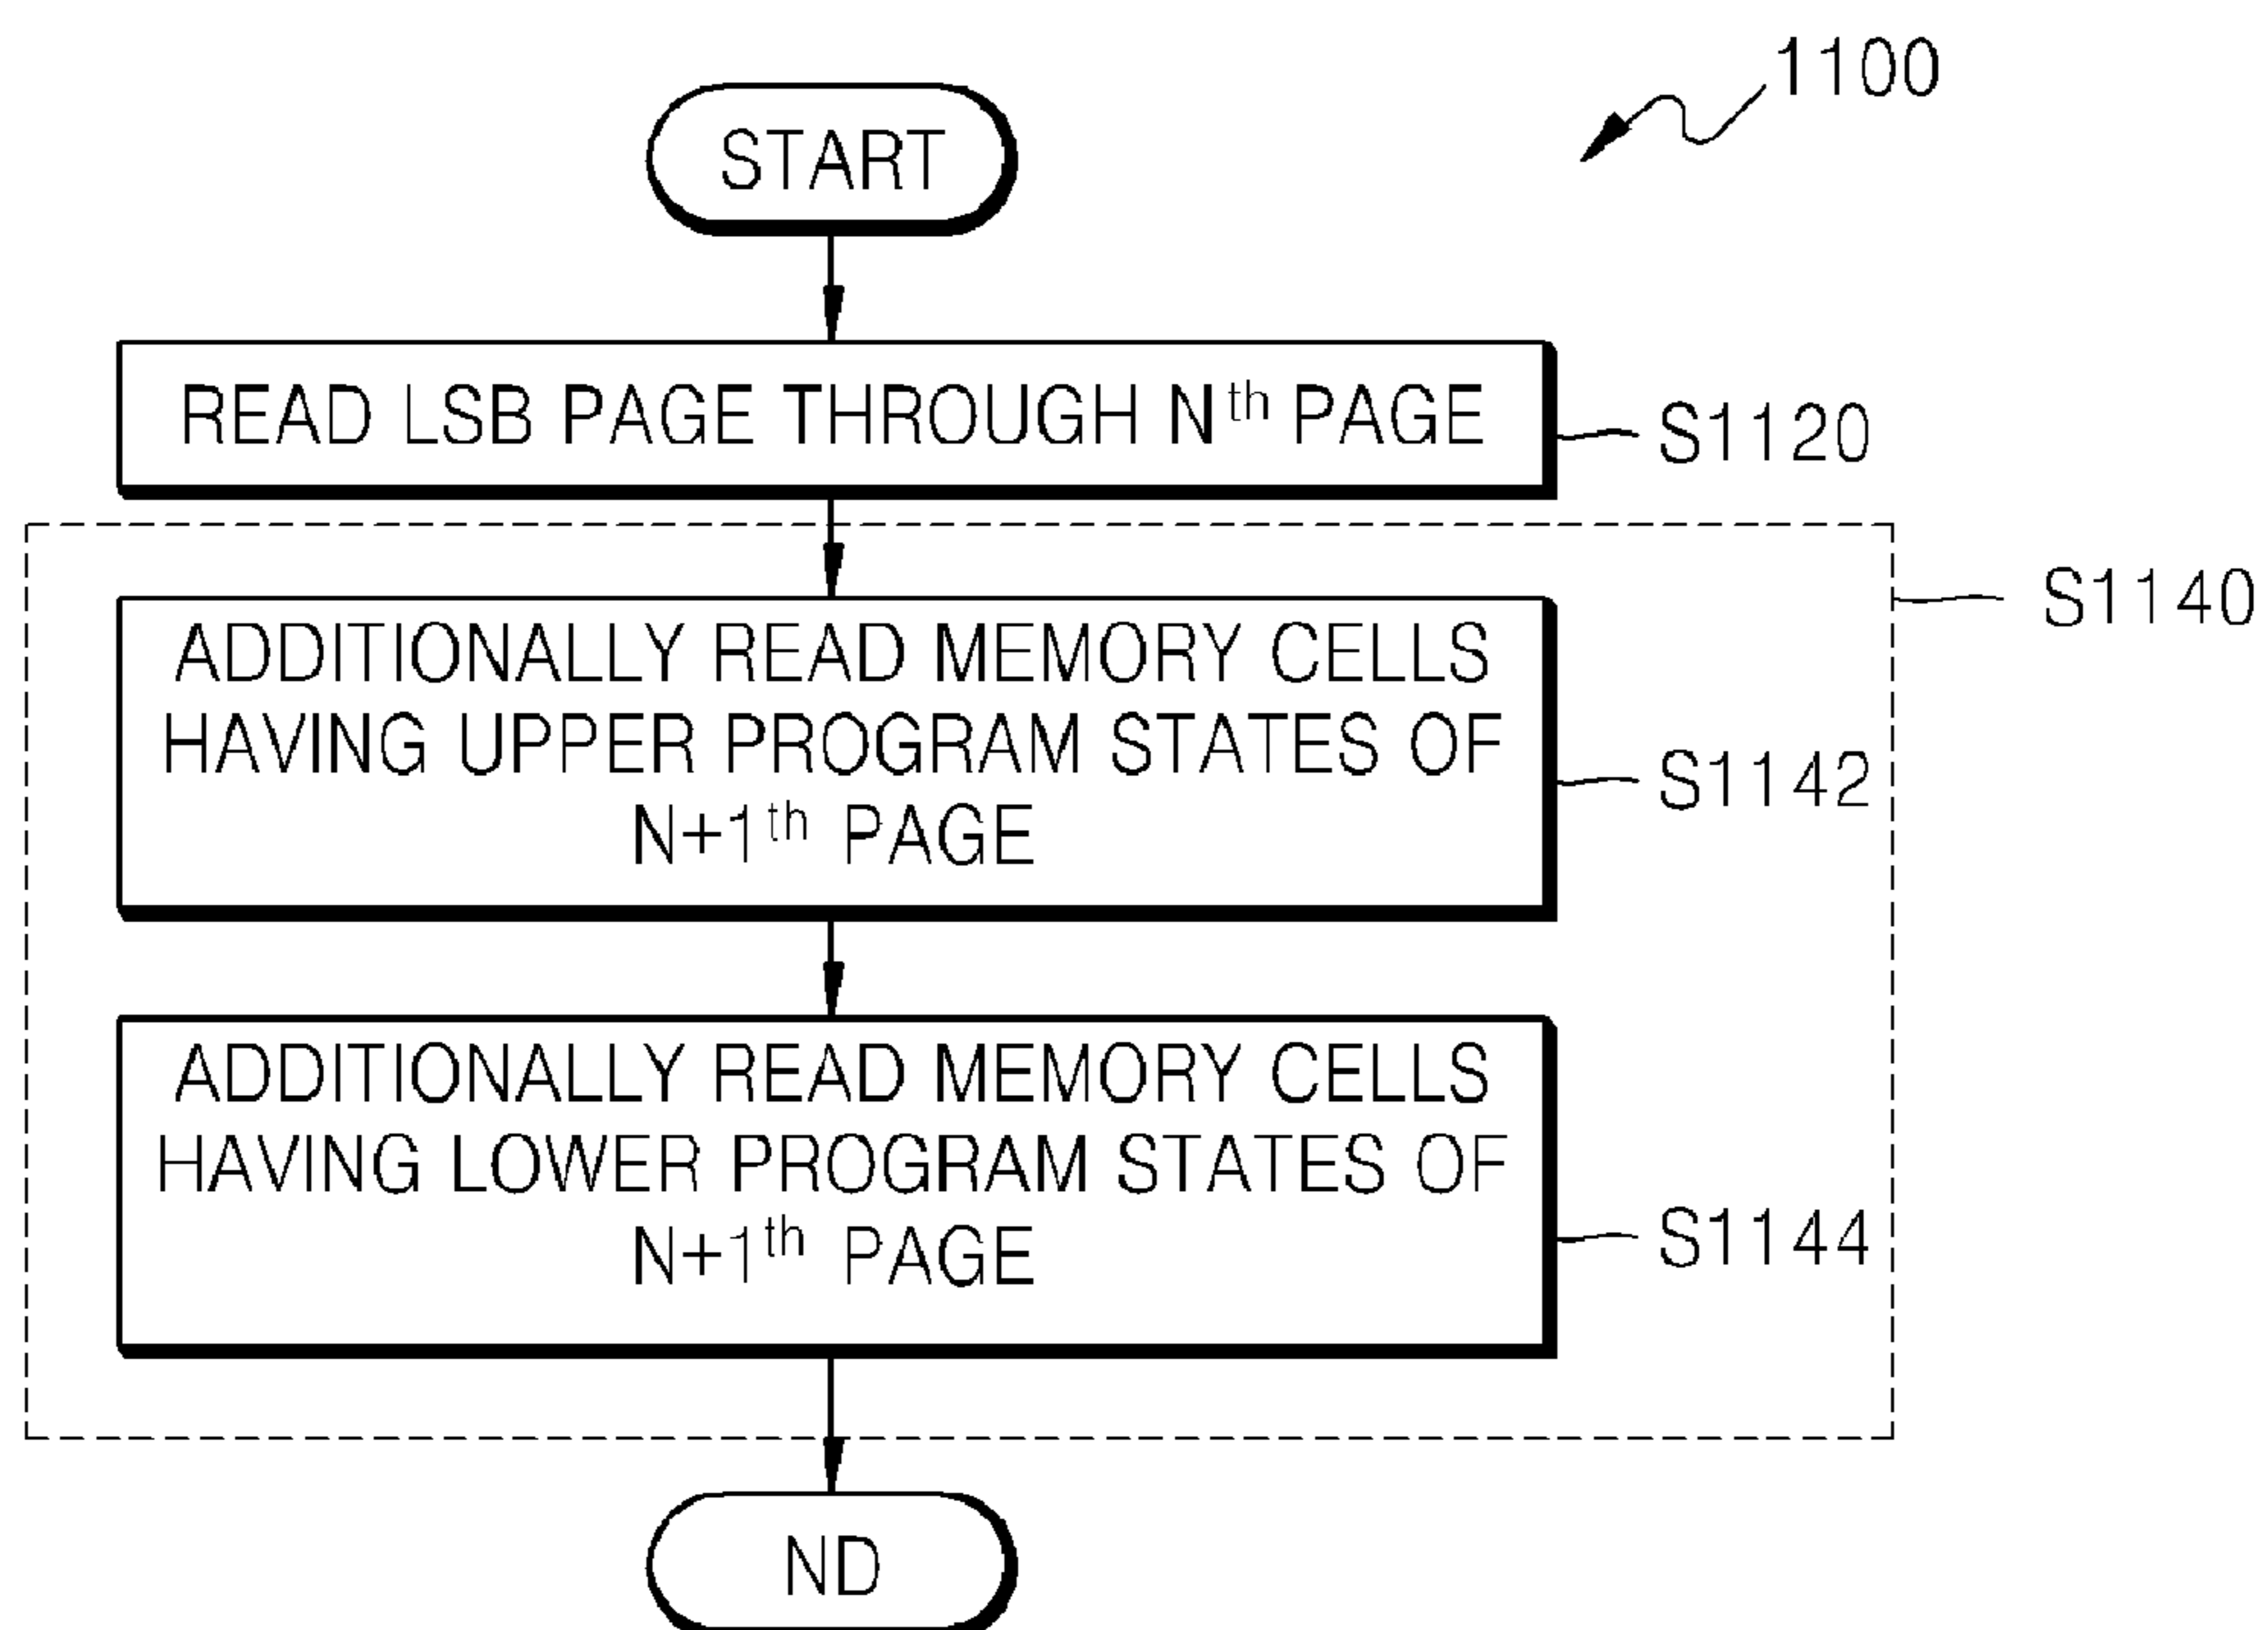 1100
START
READ LSB PAGE THROUGH Nth PAGE
S1120
S1140
ADDITIONALLY READ MEMORY CELLS
HAVING UPPER PROGRAM STATES OF
N+1th PAGE
S1142
ADDITIONALLY READ MEMORY CELLS
HAVING LOWER PROGRAM STATES OF
N+1th PAGE
S1144
ND